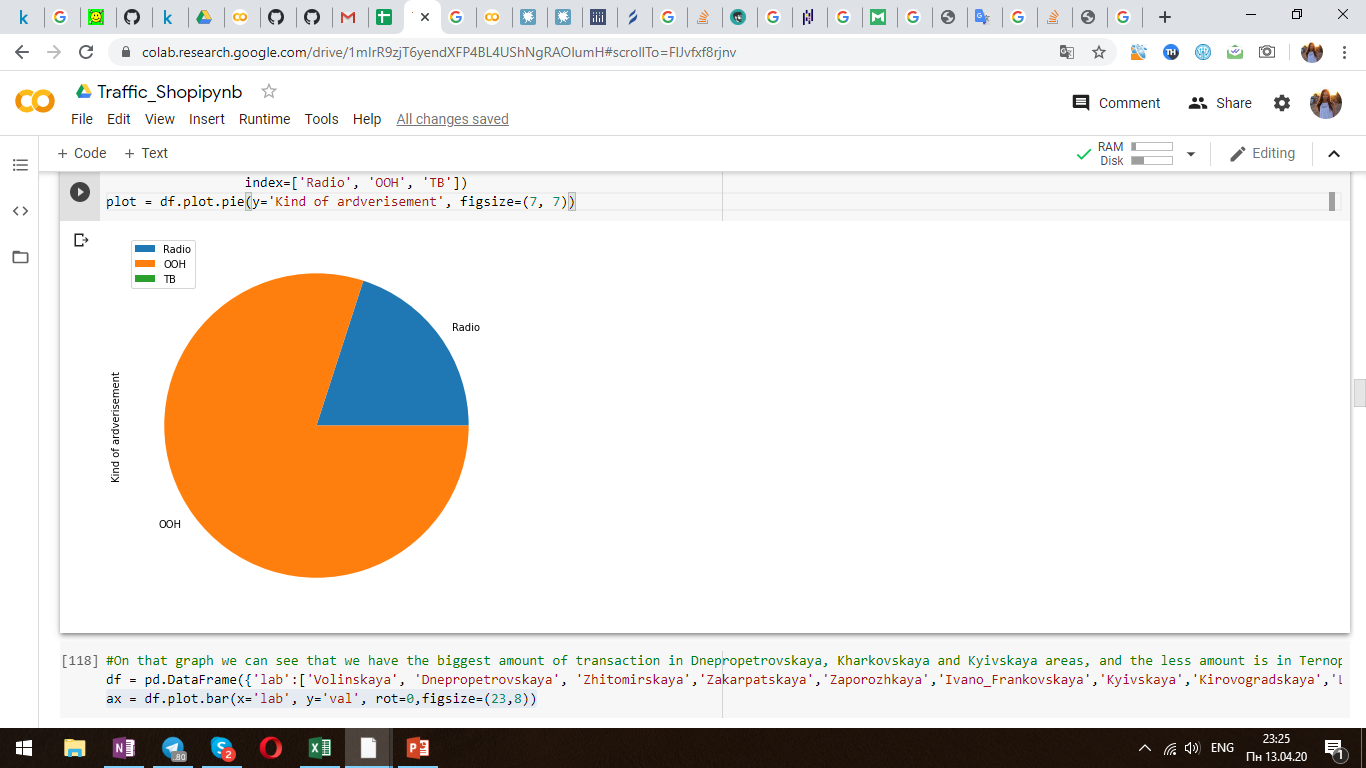 colab.research.google.com/drive/1mlrR9zjT6yendXFP4BL4UShNgRAOlumH#scrollTo=FlJvfxf8rjnv
Traffic_Shopipynb
File Edit View Insert Runtime Tools Help All changes saved
Comment Share
+ Code + Text
RAM
Disk
Editing
index=['Radio', 'OOH', 'TB'])
plot = df.plot.pie(y='Kind of ardverisement', figsize=(7, 7))
Radio
OOH
TB
Radio
Kind of ardverisement
OOH
[118] #On that graph we can see that we have the biggest amount of transaction in Dnepropetrovskaya, Kharkovskaya and Kyivskaya areas, and the less amount is in Ternop
df = pd.DataFrame({'lab':['Volinskaya', 'Dnepropetrovskaya', 'Zhitomirskaya','Zakarpatskaya','Zaporozhkaya','Ivano_Frankovskaya','Kyivskaya','Kirovogradskaya','L
ax = df.plot.bar(x='lab', y='val', rot=0,figsize=(23,8))
80
2
ENG
23:25
Пн 13.04.20
1